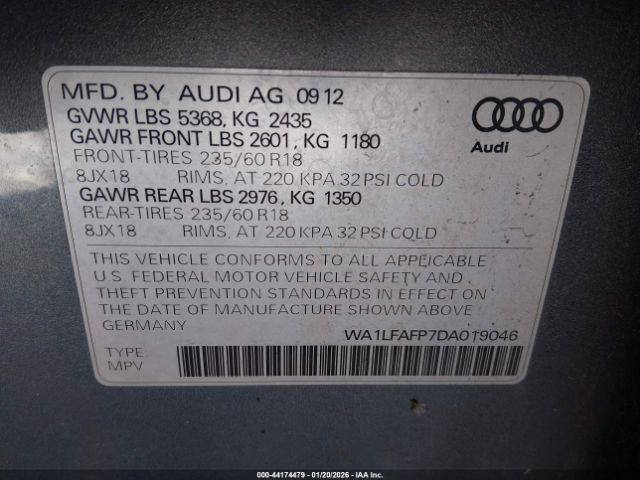 MFD. BY AUDI AG 0912
GVWR LBS 5368, KG 2435
GAWR FRONT LBS 2601, KG 1180
FRONT-TIRES 235/60 R18
8JX18 RIMS, AT 220 KPA 32 PSI COLD
GAWR REAR LBS 2976, KG 1350
REAR-TIRES 235/60 R18
8JX18 RIMS, AT 220 KPA 32 PSI COLD
Audi
THIS VEHICLE CONFORMS TO ALL APPLICABLE
U.S. FEDERAL MOTOR VEHICLE SAFETY AND
THEFT PREVENTION STANDARDS IN EFFECT ON
THE DATE OF MANUFACTURE SHOWN ABOVE
GERMANY
WA1LFAFP7DA019046
TYPE:
MPV
000-44174479 - 01/20/2026 - IAAI.COM